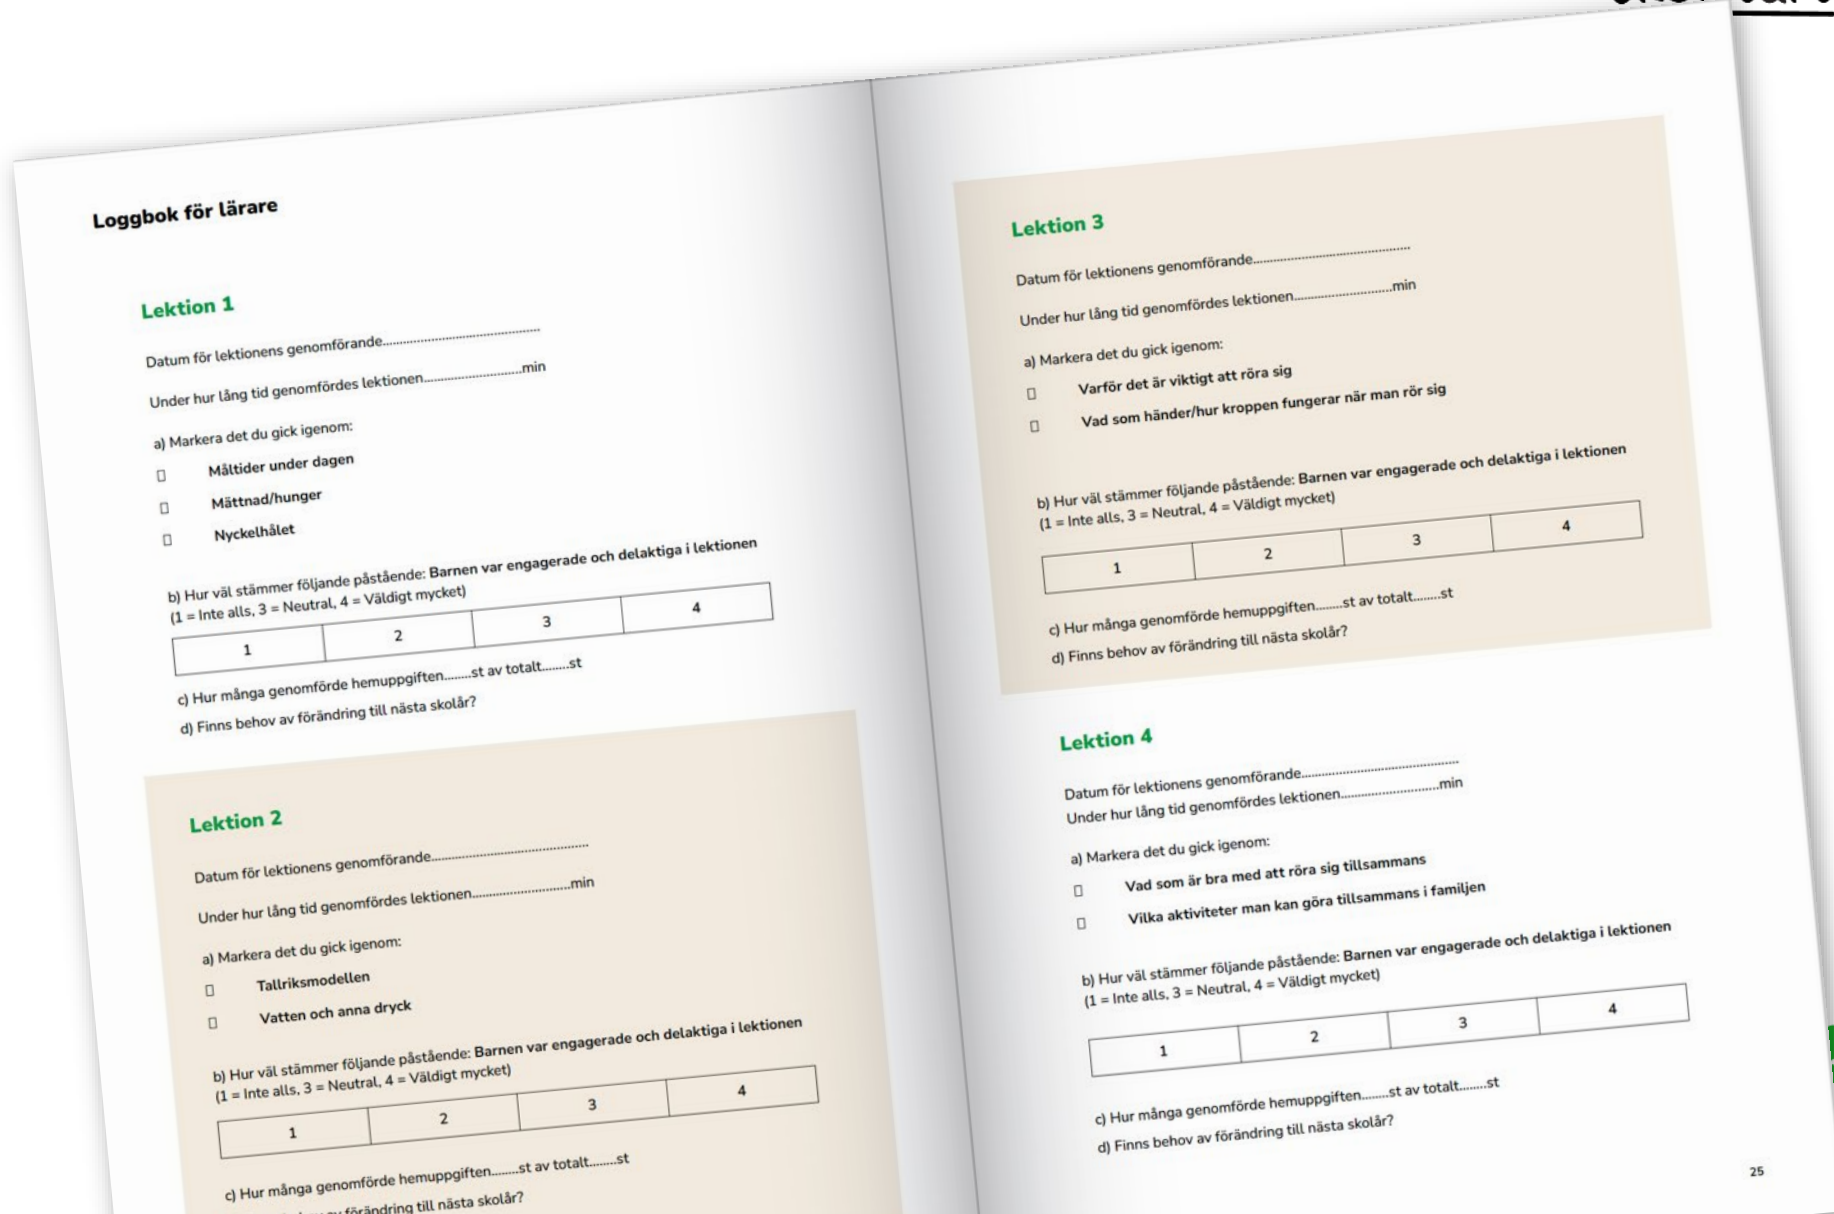 Loggbok för lärare
Lektion 1
Datum för lektionens genomförande..............................................
Under hur lång tid genomfördes lektionen.............................min
a) Markera det du gick igenom:
Måltider under dagen
Mättnad/hunger
Nyckelhålet
b) Hur väl stämmer följande påstående: Barnen var engagerade och delaktiga i lektionen
(1 = Inte alls, 3 = Neutral, 4 = Väldigt mycket)
1 2 3 4
c) Hur många genomförde hemuppgiften........st av totalt........st
d) Finns behov av förändring till nästa skolår?
Lektion 2
Datum för lektionens genomförande..............................................
Under hur lång tid genomfördes lektionen.............................min
a) Markera det du gick igenom:
Tallriksmodellen
Vatten och anna dryck
b) Hur väl stämmer följande påstående: Barnen var engagerade och delaktiga i lektionen
(1 = Inte alls, 3 = Neutral, 4 = Väldigt mycket)
1 2 3 4
c) Hur många genomförde hemuppgiften........st av totalt........st
förändring till nästa skolår?
Lektion 3
Datum för lektionens genomförande..............................................
Under hur lång tid genomfördes lektionen.............................min
a) Markera det du gick igenom:
Varför det är viktigt att röra sig
Vad som händer/hur kroppen fungerar när man rör sig
b) Hur väl stämmer följande påstående: Barnen var engagerade och delaktiga i lektionen
(1 = Inte alls, 3 = Neutral, 4 = Väldigt mycket)
1 2 3 4
c) Hur många genomförde hemuppgiften........st av totalt........st
d) Finns behov av förändring till nästa skolår?
Lektion 4
Datum för lektionens genomförande..............................................
Under hur lång tid genomfördes lektionen.............................min
a) Markera det du gick igenom:
Vad som är bra med att röra sig tillsammans
Vilka aktiviteter man kan göra tillsammans i familjen
b) Hur väl stämmer följande påstående: Barnen var engagerade och delaktiga i lektionen
(1 = Inte alls, 3 = Neutral, 4 = Väldigt mycket)
1 2 3 4
c) Hur många genomförde hemuppgiften........st av totalt........st
d) Finns behov av förändring till nästa skolår?
25